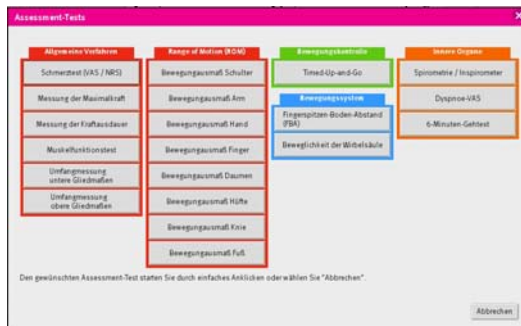 Assessment-Tests
X
Allgemeine Verfahren
Schmerztest (VAS / NRS)
Messung der Maximalkraft
Messung der Kraftausdauer
Muskelfunktionstest
Umfangmessung
untere Gliedmaßen
Umfangmessung
obere Gliedmaßen
Range of Motion (ROM)
Bewegungsausmaß Schulter
Bewegungsausmaß Arm
Bewegungsausmaß Hand
Bewegungsausmaß Finger
Bewegungsausmaß Daumen
Bewegungsausmaß Hüfte
Bewegungsausmaß Knie
Bewegungsausmaß Fuß
Bewegungskontrolle
Timed-Up-and-Go
Bewegungssystem
Fingerspitzen-Boden-Abstand
(FBA)
Beweglichkeit der Wirbelsäule
Innere Organe
Spirometrie / Inspirometer
Dyspnoe-VAS
6-Minuten-Gehtest
Den gewünschten Assessment-Test starten Sie durch einfaches Anklicken oder wählen Sie "Abbrechen".
Abbrechen